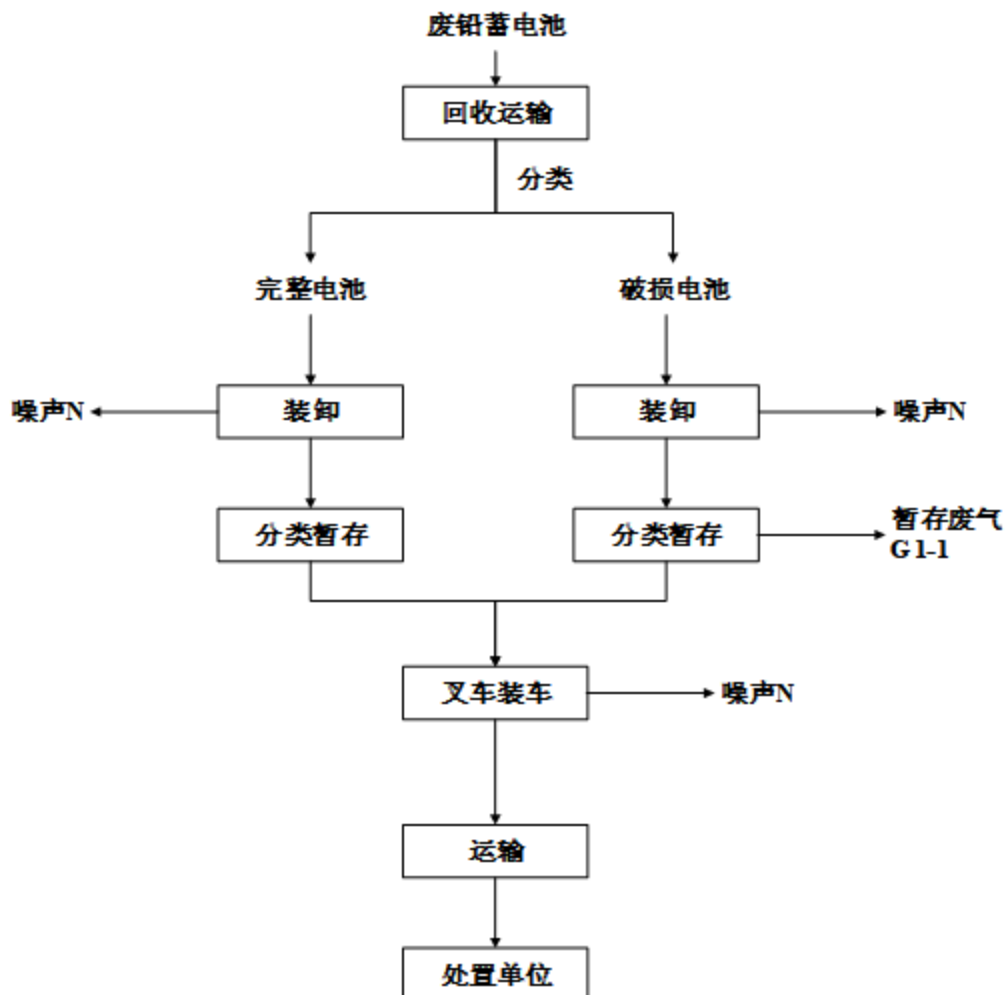 废铅蓄电池
回收运输
分类
完整电池
破损电池
噪声N
装卸
装卸
噪声N
分类暂存
分类暂存
暂存废气
G1-1
叉车装车
噪声N
运输
处置单位